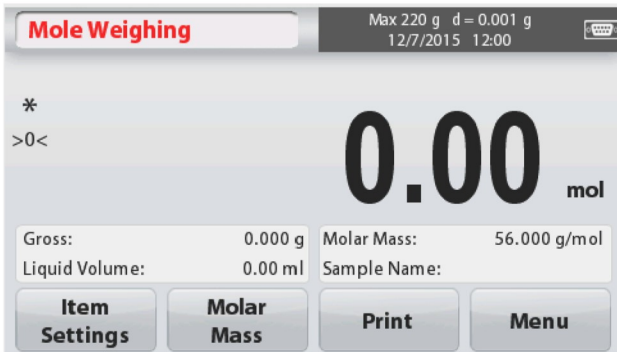 Mole Weighing
Max 220 g d = 0.001 g
12/7/2015 12:00
*
>0<
0.00 mol
Gross: 0.000 g
Liquid Volume: 0.00 ml
Molar Mass: 56.000 g/mol
Sample Name:
Item Settings
Molar Mass
Print
Menu